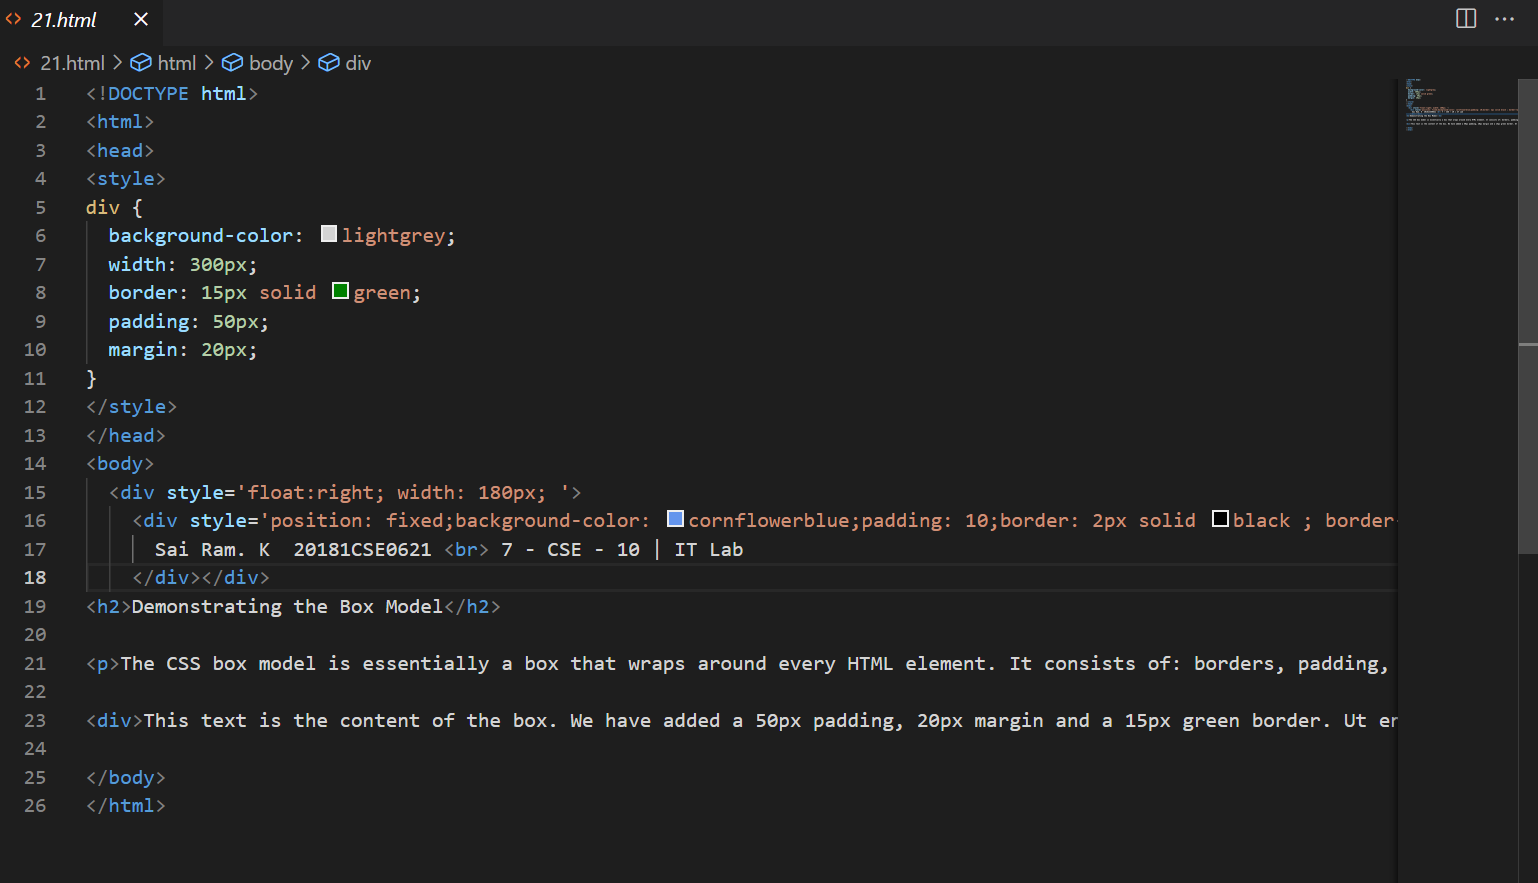 21.html
21.html > html > body > div
1 <!DOCTYPE html>
2 <html>
3 <head>
4 <style>
5 div {
6 background-color: lightgrey;
7 width: 300px;
8 border: 15px solid green;
9 padding: 50px;
10 margin: 20px;
11 }
12 </style>
13 </head>
14 <body>
15 <div style='float:right; width: 180px; '>
16 <div style='position: fixed;background-color: cornflowerblue;padding: 10;border: 2px solid black ; border
17 Sai Ram. K  20181CSE0621 <br> 7 - CSE - 10 | IT Lab
18 </div></div>
19 <h2>Demonstrating the Box Model</h2>
20
21 <p>The CSS box model is essentially a box that wraps around every HTML element. It consists of: borders, padding,
22
23 <div>This text is the content of the box. We have added a 50px padding, 20px margin and a 15px green border. Ut
24
25 </body>
26 </html>